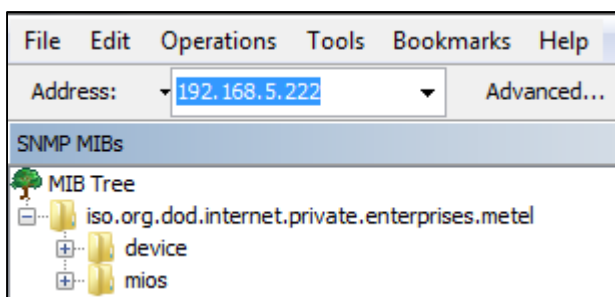 File Edit Operations Tools Bookmarks Help
Address: 192.168.5.222 Advanced...
SNMP MIBs
MIB Tree
iso.org.dod.internet.private.enterprises.metel
device
mios